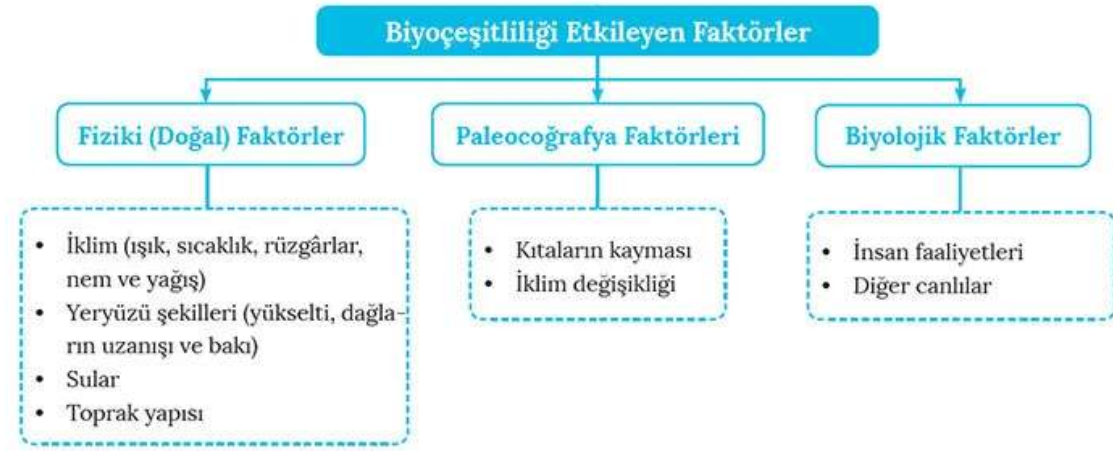 Biyoçeşitliliği Etkileyen Faktörler
Fiziki (Doğal) Faktörler
• İklim (ışık, sıcaklık, rüzgârlar,
nem ve yağış)
• Yeryüzü şekilleri (yükselti, dağla-
rın uzanışı ve bakı)
• Sular
• Toprak yapısı
Paleocoğrafya Faktörleri
• Kıtaların kayması
• İklim değişikliği
Biyolojik Faktörler
• İnsan faaliyetleri
• Diğer canlılar